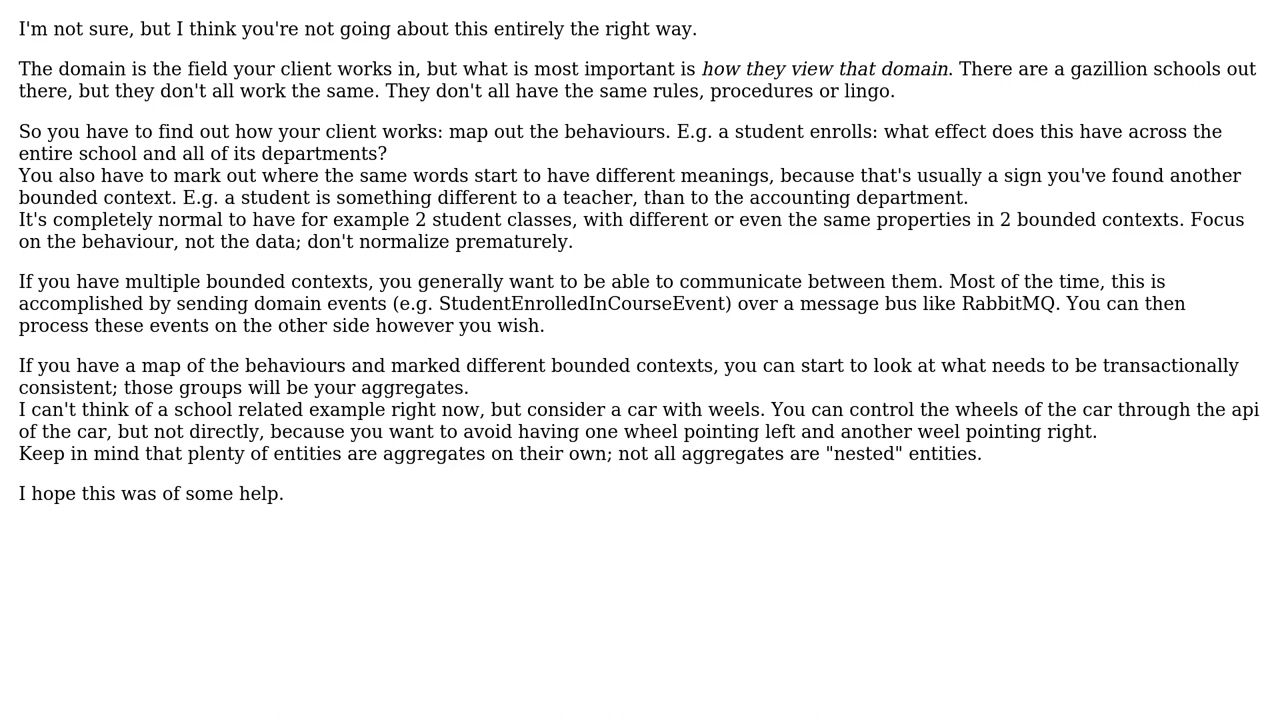 I'm not sure, but I think you're not going about this entirely the right way.
The domain is the field your client works in, but what is most important is how they view that domain. There are a gazillion schools out
there, but they don't all work the same. They don't all have the same rules, procedures or lingo.
So you have to find out how your client works: map out the behaviours. E.g. a student enrolls: what effect does this have across the
entire school and all of its departments?
You also have to mark out where the same words start to have different meanings, because that's usually a sign you've found another
bounded context. E.g. a student is something different to a teacher, than to the accounting department.
It's completely normal to have for example 2 student classes, with different or even the same properties in 2 bounded contexts. Focus
on the behaviour, not the data; don't normalize prematurely.
If you have multiple bounded contexts, you generally want to be able to communicate between them. Most of the time, this is
accomplished by sending domain events (e.g. StudentEnrolledInCourseEvent) over a message bus like RabbitMQ. You can then
process these events on the other side however you wish.
If you have a map of the behaviours and marked different bounded contexts, you can start to look at what needs to be transactionally
consistent; those groups will be your aggregates.
I can't think of a school related example right now, but consider a car with weels. You can control the wheels of the car through the api
of the car, but not directly, because you want to avoid having one wheel pointing left and another weel pointing right.
Keep in mind that plenty of entities are aggregates on their own; not all aggregates are "nested" entities.
I hope this was of some help.